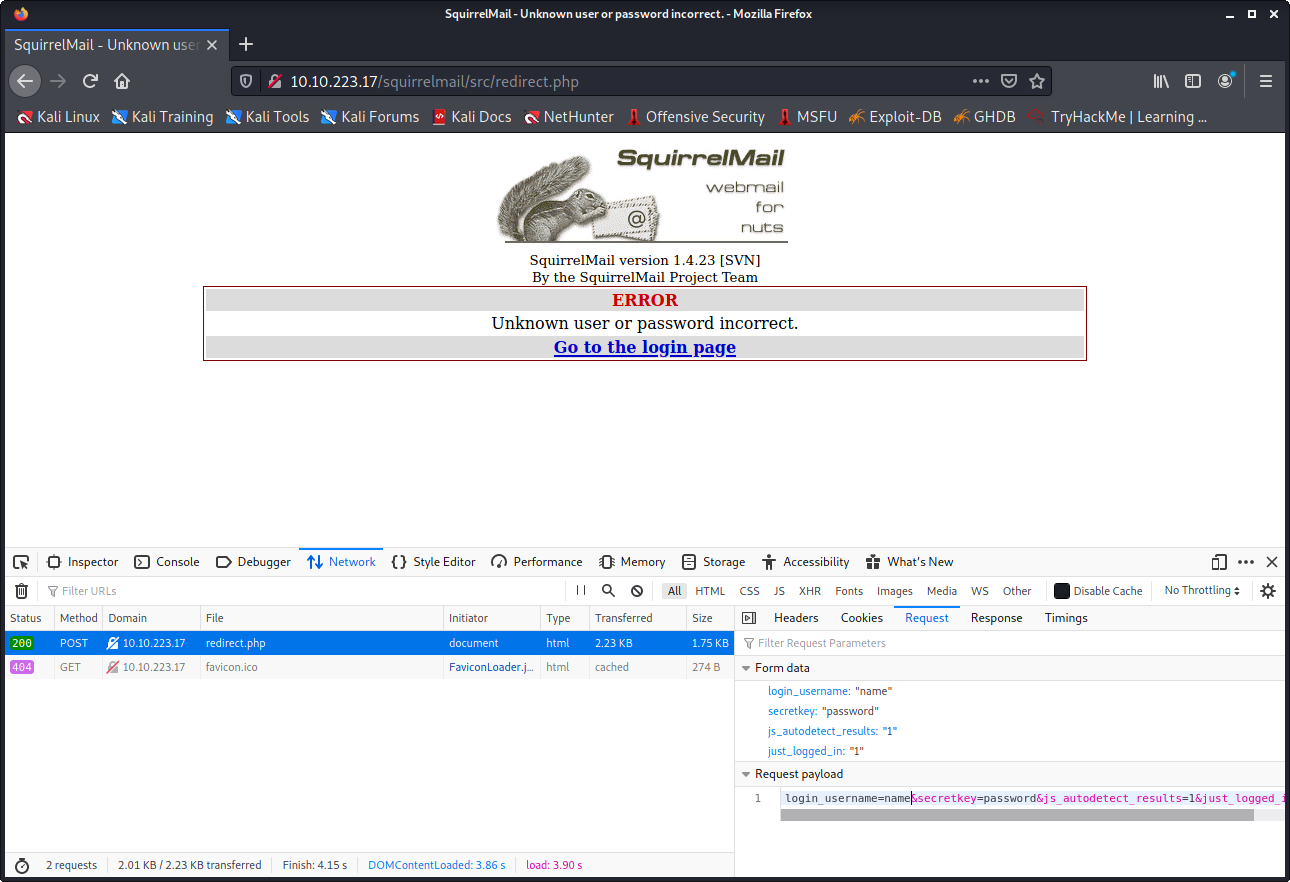 SquirrelMail - Unknown user or password incorrect. - Mozilla Firefox
SquirrelMail - Unknown user
10.10.223.17/squirrelmail/src/redirect.php
Kali Linux Kali Training Kali Tools Kali Forums Kali Docs NetHunter Offensive Security MSFU Exploit-DB GHDB TryHackMe | Learning ...
SquirrelMail
webmail
for
nuts
@
SquirrelMail version 1.4.23 [SVN]
By the SquirrelMail Project Team
ERROR
Unknown user or password incorrect.
Go to the login page
Inspector Console Debugger Network Style Editor Performance Memory Storage Accessibility What's New
Filter URLs All HTML CSS JS XHR Fonts Images Media WS Other Disable Cache No Throttling
Status Method Domain File Initiator Type Transferred Size
200 POST 10.10.223.17 redirect.php document html 2.23 KB 1.75 KB
404 GET 10.10.223.17 favicon.ico FaviconLoader.j... html cached 274 B
Headers Cookies Request Response Timings
Filter Request Parameters
Form data
login_username: "name"
secretkey: "password"
js_autodetect_results: "1"
just_logged_in: "1"
Request payload
1 login_username=name&secretkey=password&js_autodetect_results=1&just_logged_i
2 requests 2.01 KB / 2.23 KB transferred Finish: 4.15 s DOMContentLoaded: 3.86 s load: 3.90 s